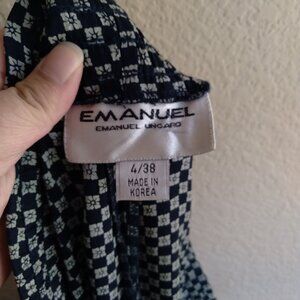 EMANUEL
EMANUEL UNGARO
4/38
MADE IN
KOREA